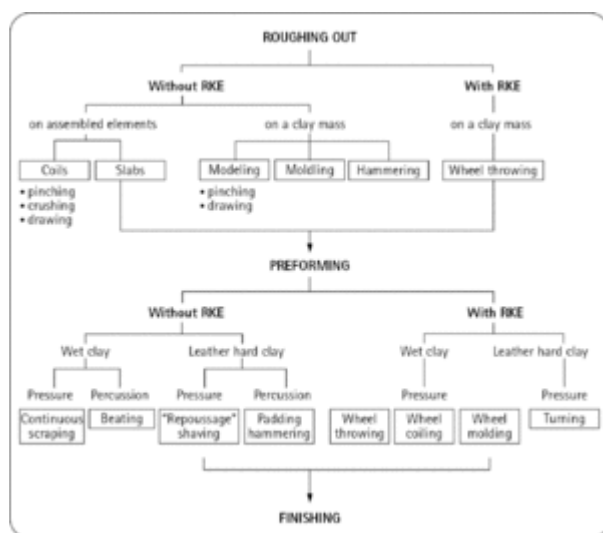 ROUGHING OUT
Without RKE With RKE
on assembled elements on a clay mass on a clay mass
Coils Slabs Modeling Moldling Hammering Wheel throwing
• pinching • pinching
• crushing • drawing
• drawing
PREFORMING
Without RKE With RKE
Wet clay Leather hard clay Wet clay Leather hard clay
Pressure Percussion Pressure Percussion Pressure Pressure
Continuous scraping Beating "Repoussage" shaving Padding hammering Wheel throwing Wheel coiling Wheel molding Turning
FINISHING